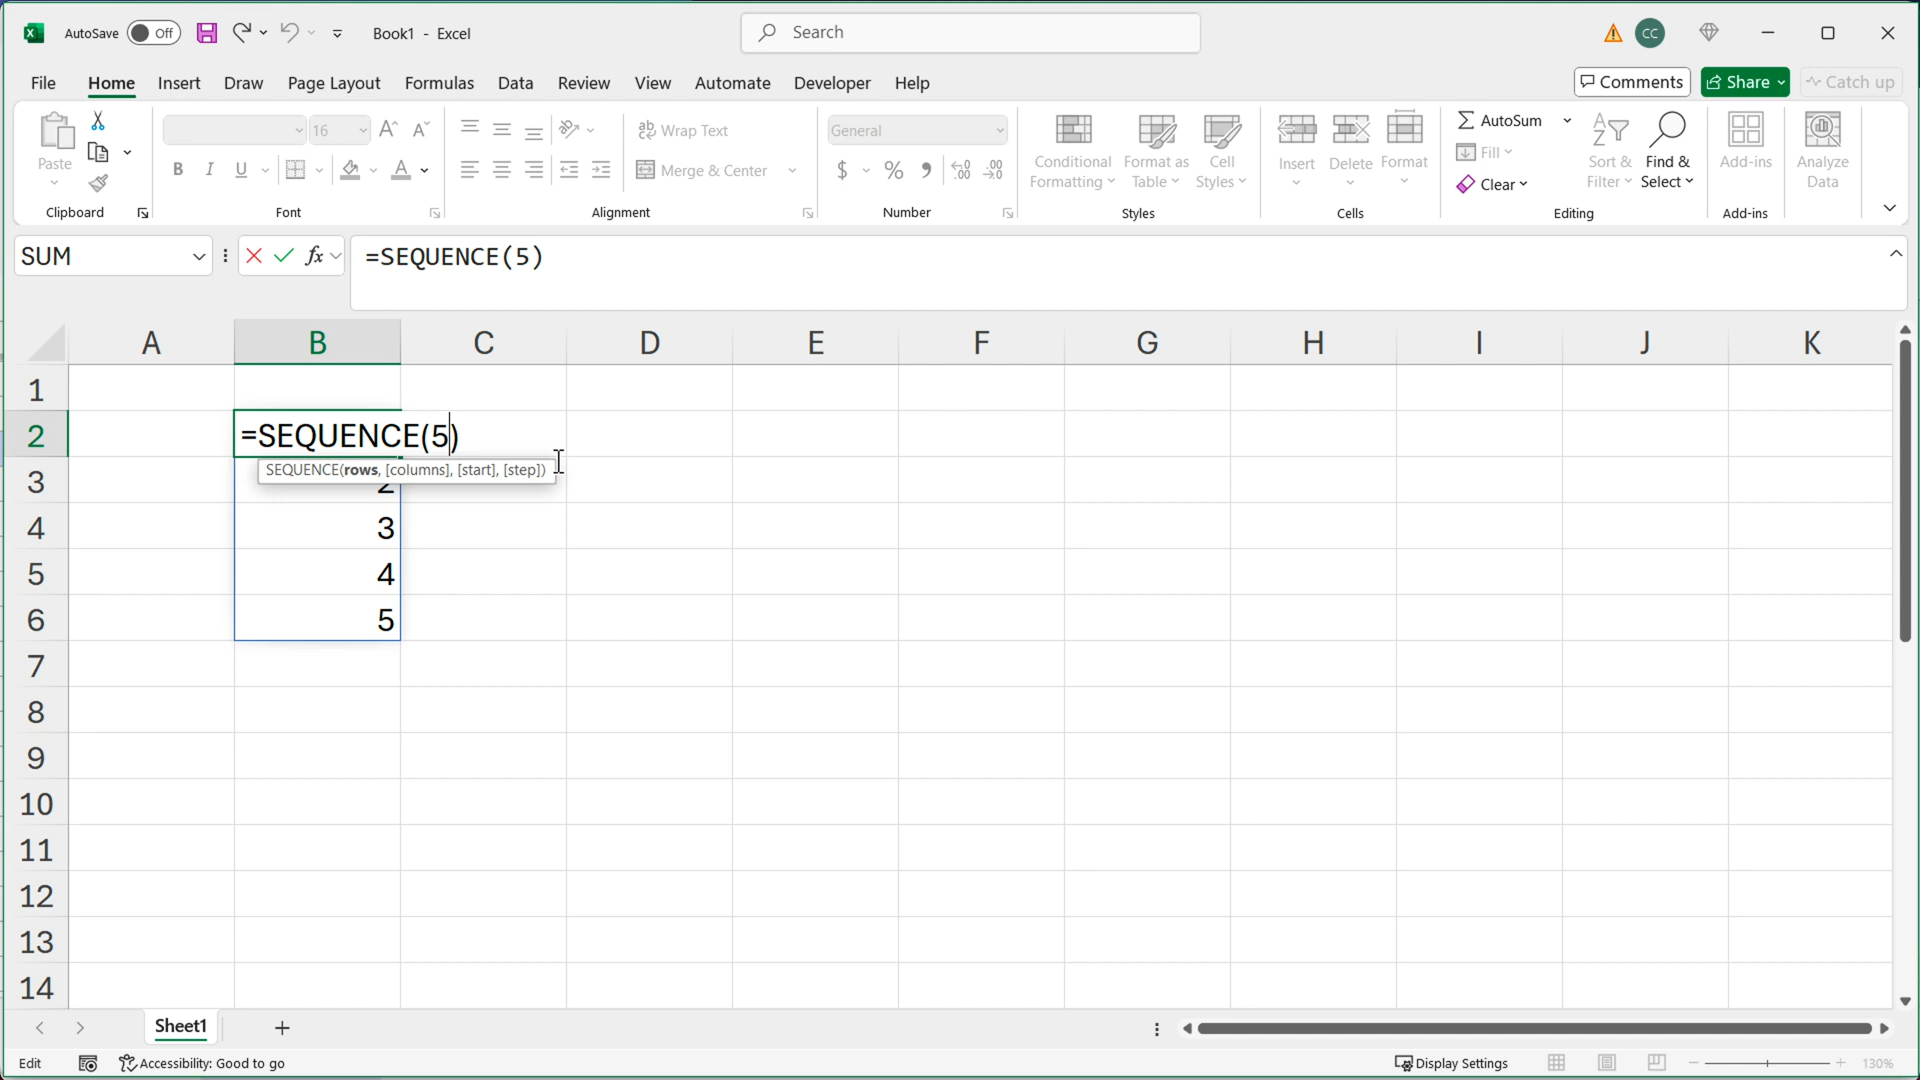 AutoSave Off Book1 - Excel Search CC
File Home Insert Draw Page Layout Formulas Data Review View Automate Developer Help Comments Share Catch up
Paste 16 ab Wrap Text General Conditional Formatting Format as Table Cell Styles Insert Delete Format AutoSum Sort & Filter Find & Select Add-ins Analyze Data
B I U A Merge & Center $ % Fill
Clear
Clipboard Font Alignment Number Styles Cells Editing Add-ins
SUM fx =SEQUENCE(5)
A B C D E F G H I J K
1
2 =SEQUENCE(5)
SEQUENCE(rows, [columns], [start], [step])
3 2
4 3
5 4
6 5
7
8
9
10
11
12
13
14
Sheet1
Edit Accessibility: Good to go Display Settings 130%